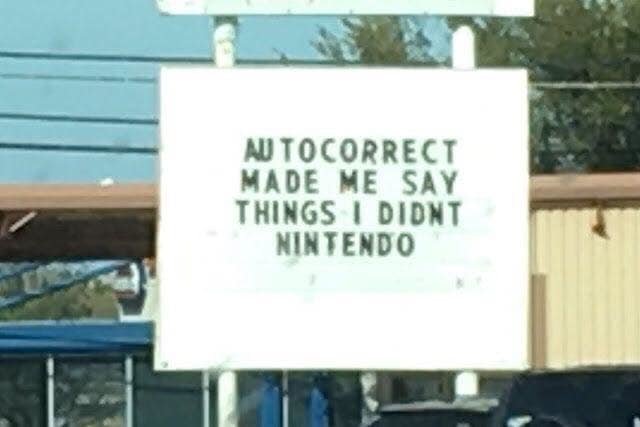 AUTOCORRECT
MADE ME SAY
THINGS I DIDNT
NINTENDO